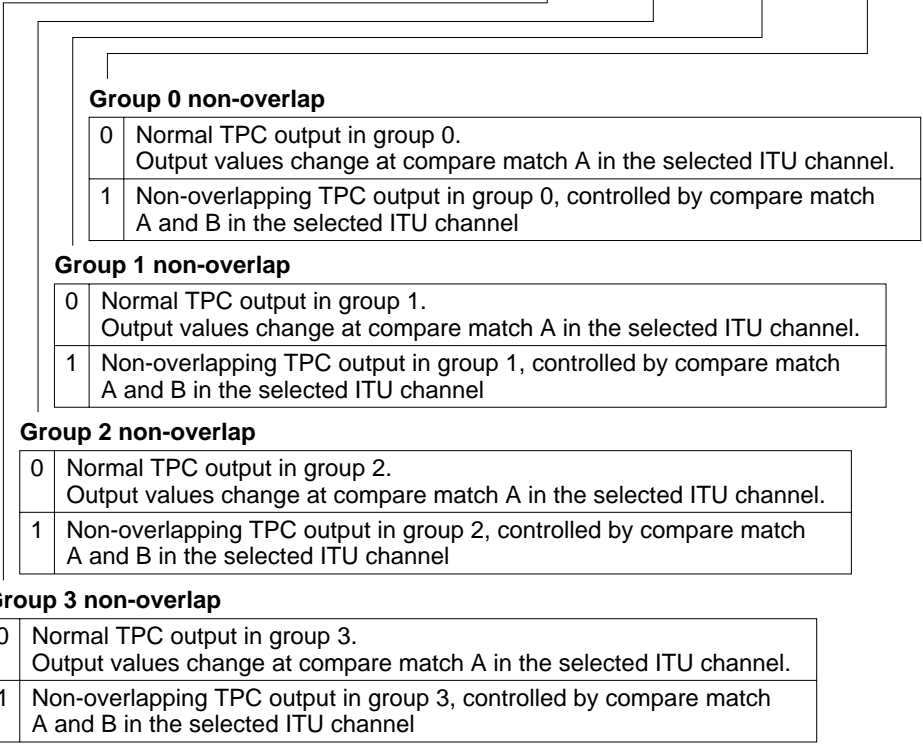 Group 0 non-overlap
0 Normal TPC output in group 0.
Output values change at compare match A in the selected ITU channel.
1 Non-overlapping TPC output in group 0, controlled by compare match
A and B in the selected ITU channel
Group 1 non-overlap
0 Normal TPC output in group 1.
Output values change at compare match A in the selected ITU channel.
1 Non-overlapping TPC output in group 1, controlled by compare match
A and B in the selected ITU channel
Group 2 non-overlap
0 Normal TPC output in group 2.
Output values change at compare match A in the selected ITU channel.
1 Non-overlapping TPC output in group 2, controlled by compare match
A and B in the selected ITU channel
Group 3 non-overlap
0 Normal TPC output in group 3.
Output values change at compare match A in the selected ITU channel.
1 Non-overlapping TPC output in group 3, controlled by compare match
A and B in the selected ITU channel